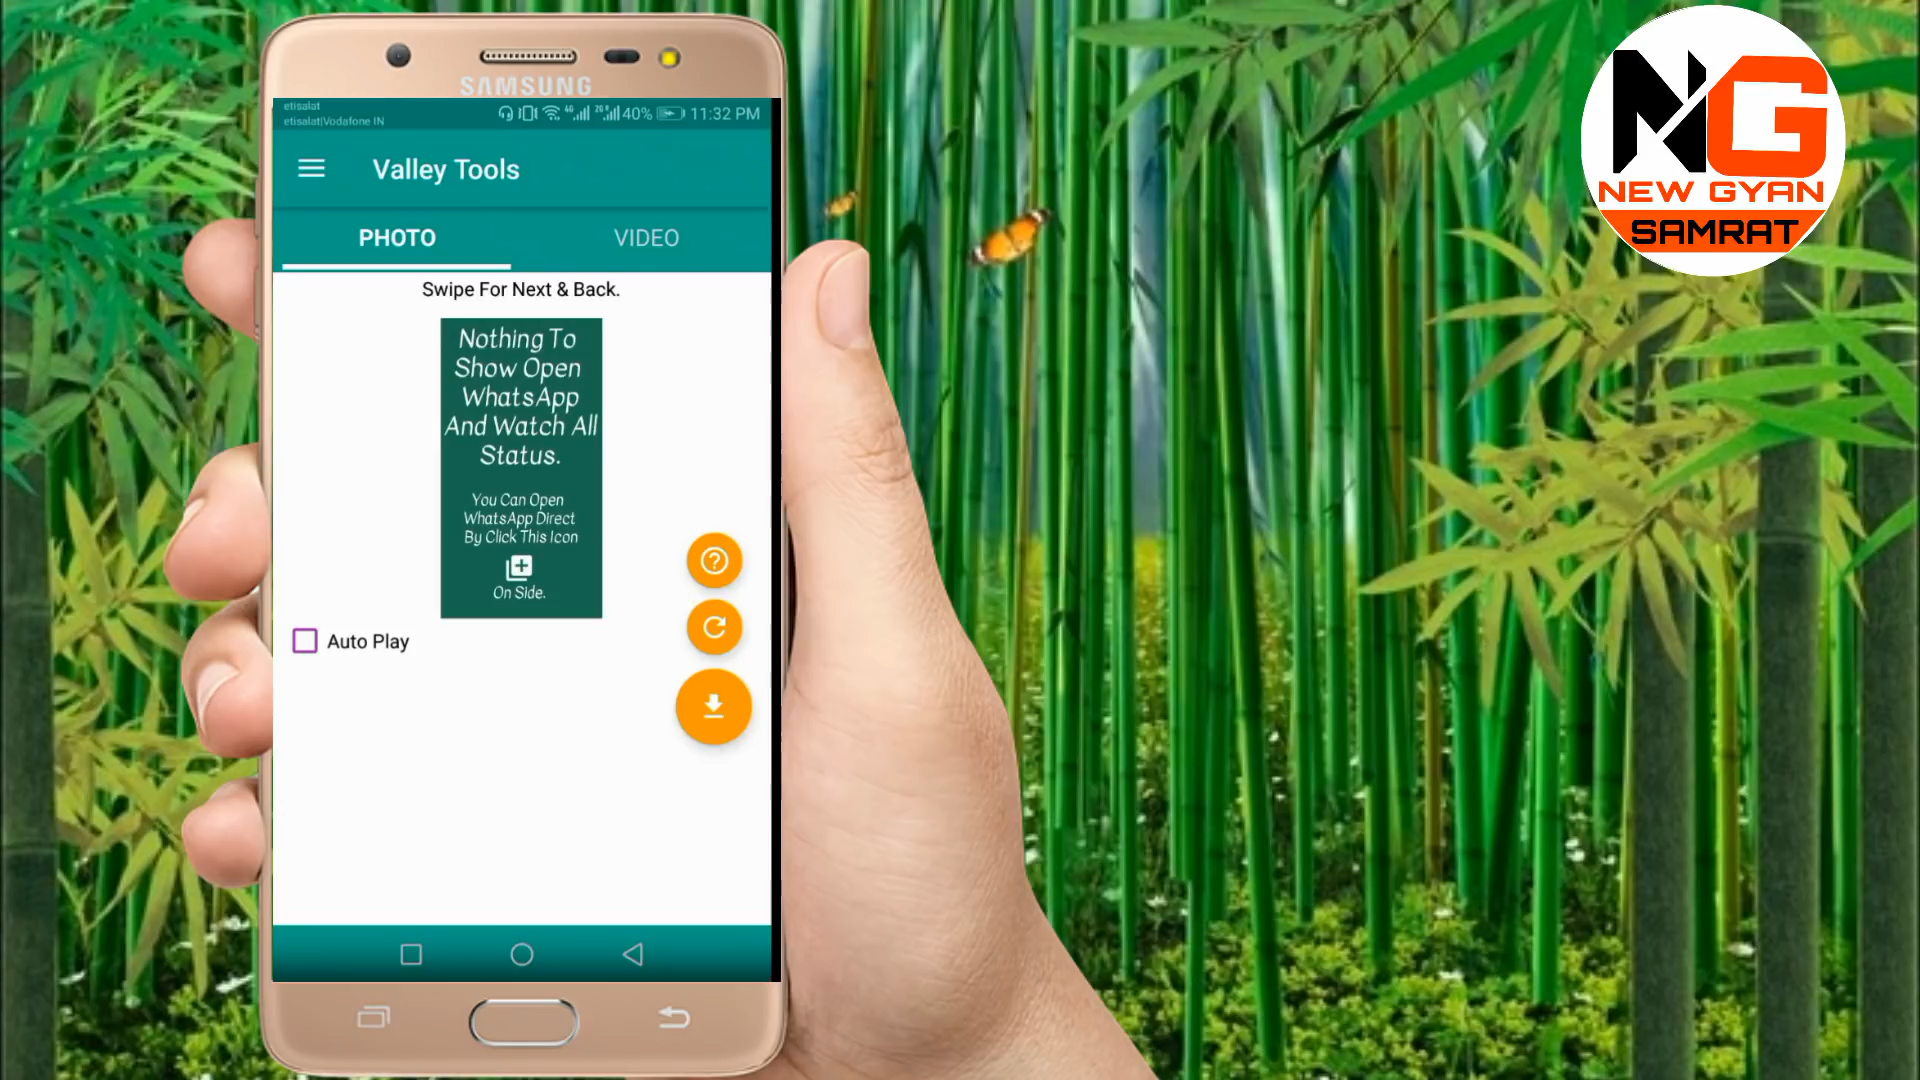 SAMSUNG
etisalat
etisalat|Vodafone IN
4G
2G
40%
11:32 PM
Valley Tools
PHOTO
VIDEO
Swipe For Next & Back.
Nothing To
Show Open
WhatsApp
And Watch All
Status.
You Can Open
WhatsApp Direct
By Click This Icon
On Side.
Auto Play
NG
NEW GYAN
SAMRAT